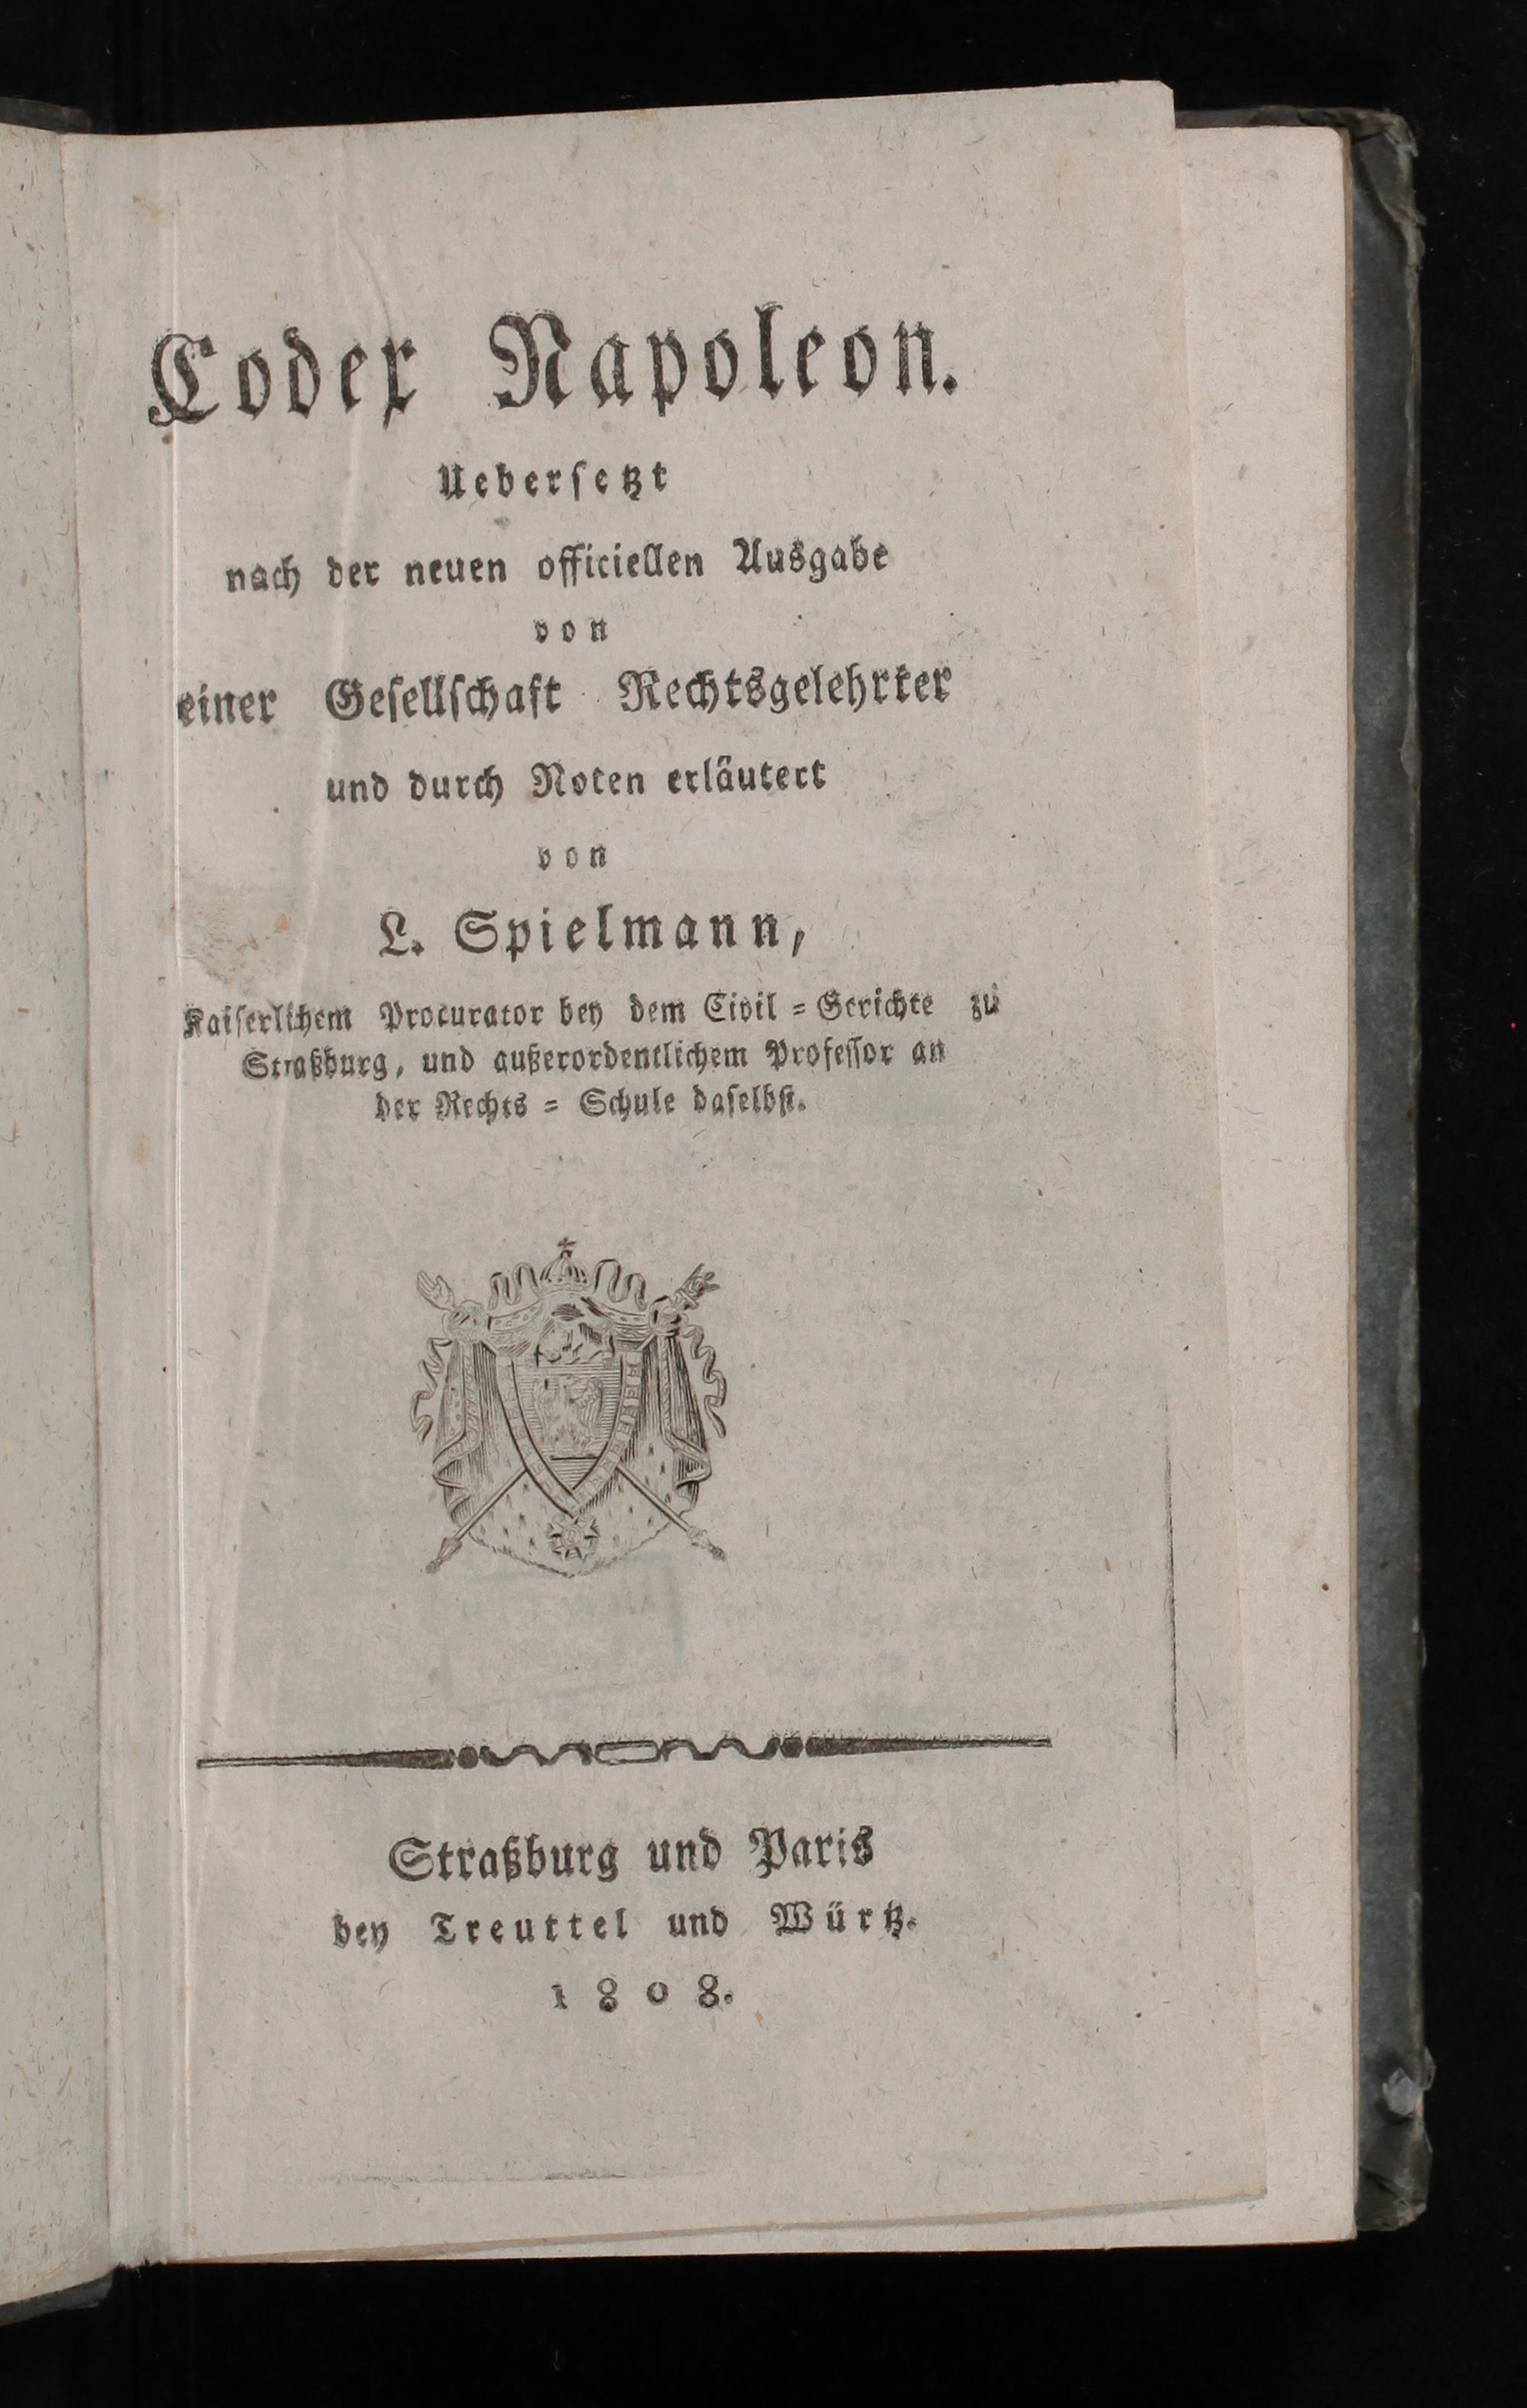 Codex Napoleon.
Uebersetzt
nach der neuen officiellen Ausgabe
von
einer Gesellschaft Rechtsgelehrter
und durch Noten erläutert
von
L. Spielmann,
Kaiserlichem Procurator bey dem Civil=Gerichte zu
Straßburg, und außerordentlichem Professor an
der Rechts=Schule daselbst.
Straßburg und Paris
bey Treuttel und Würtz.
1808.